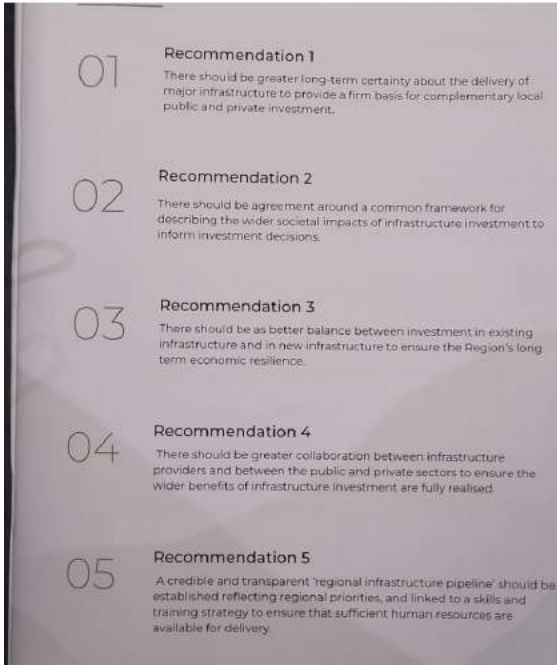 01
Recommendation 1
There should be greater long-term certainty about the delivery of
major infrastructure to provide a firm basis for complementary local
public and private investment.
02
Recommendation 2
There should be agreement around a common framework for
describing the wider societal impacts of infrastructure investment to
inform investment decisions.
03
Recommendation 3
There should be as better balance between investment in existing
infrastructure and in new infrastructure to ensure the Region's long
term economic resilience.
04
Recommendation 4
There should be greater collaboration between infrastructure
providers and between the public and private sectors to ensure the
wider benefits of infrastructure investment are fully realised.
05
Recommendation 5
A credible and transparent 'regional infrastructure pipeline' should be
established reflecting regional priorities, and linked to a skills and
training strategy to ensure that sufficient human resources are
available for delivery.